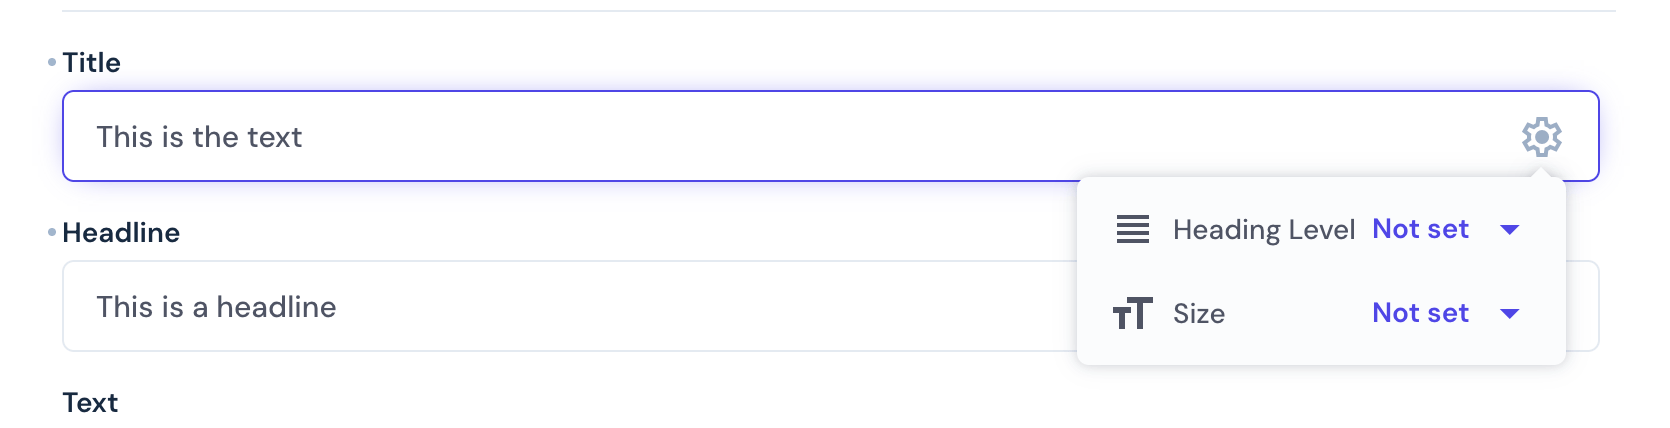 Title
This is the text
Heading Level Not set
Size Not set
Headline
This is a headline
Text